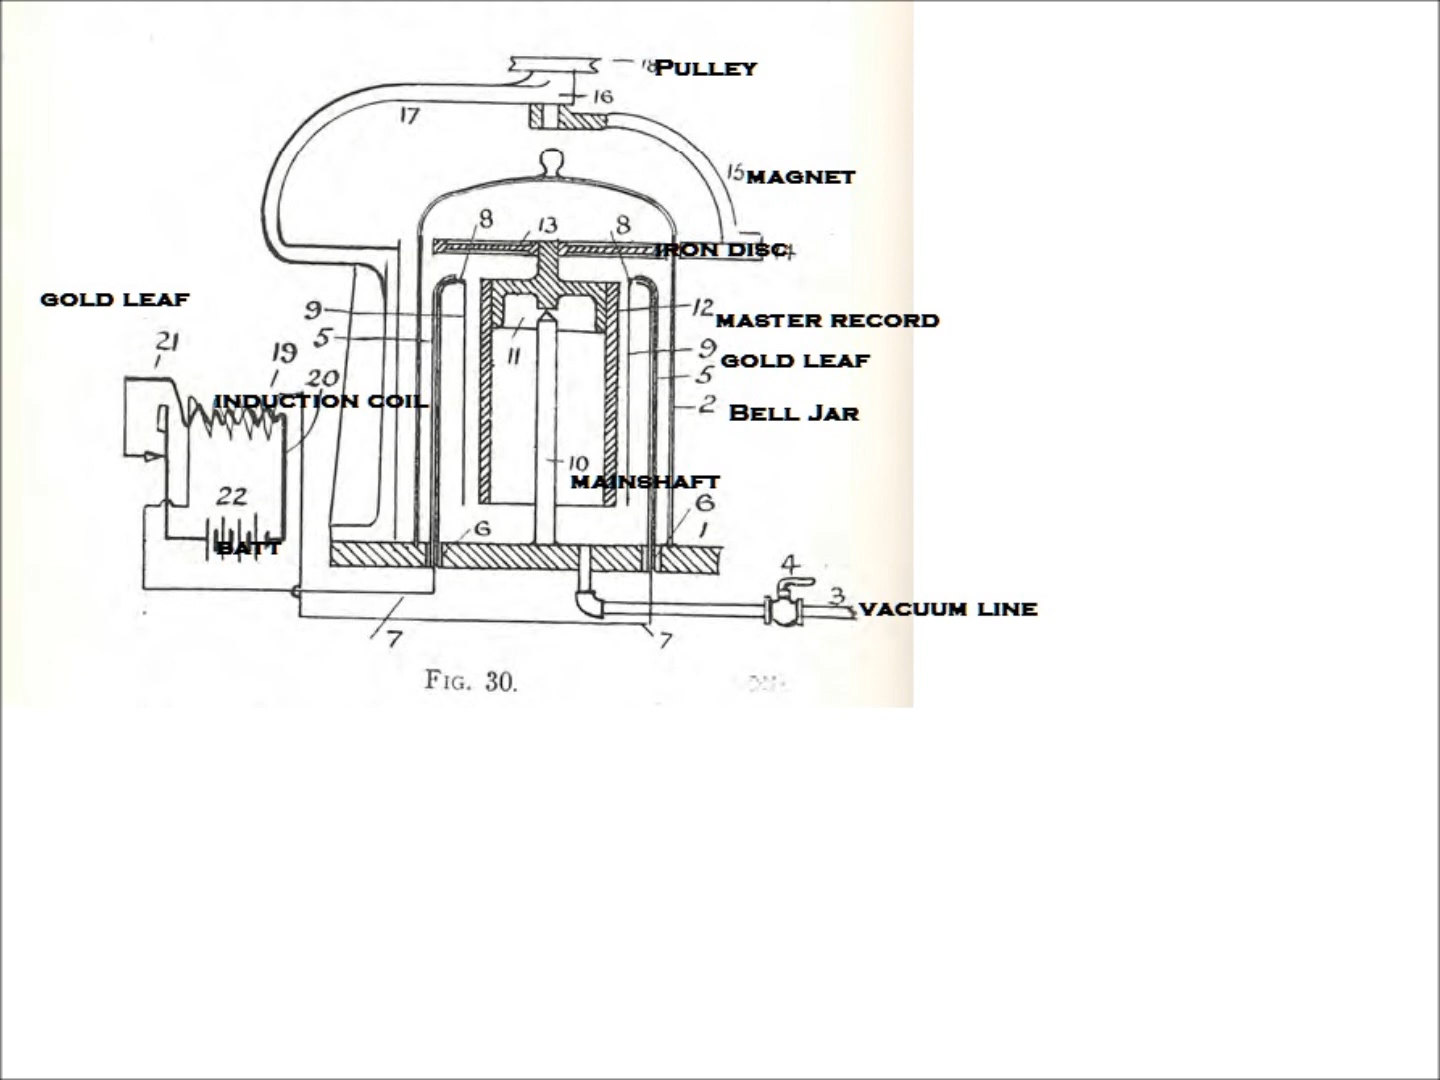 18 PULLEY
16
17
15 MAGNET
8
13
8
IRON DISC
GOLD LEAF
9
12
MASTER RECORD
5
21
11
9
GOLD LEAF
19
20
5
INDUCTION COIL
2 BELL JAR
10
MAINSHAFT
22
6
6
1
BATT
4
3
VACUUM LINE
7
7
FIG. 30.